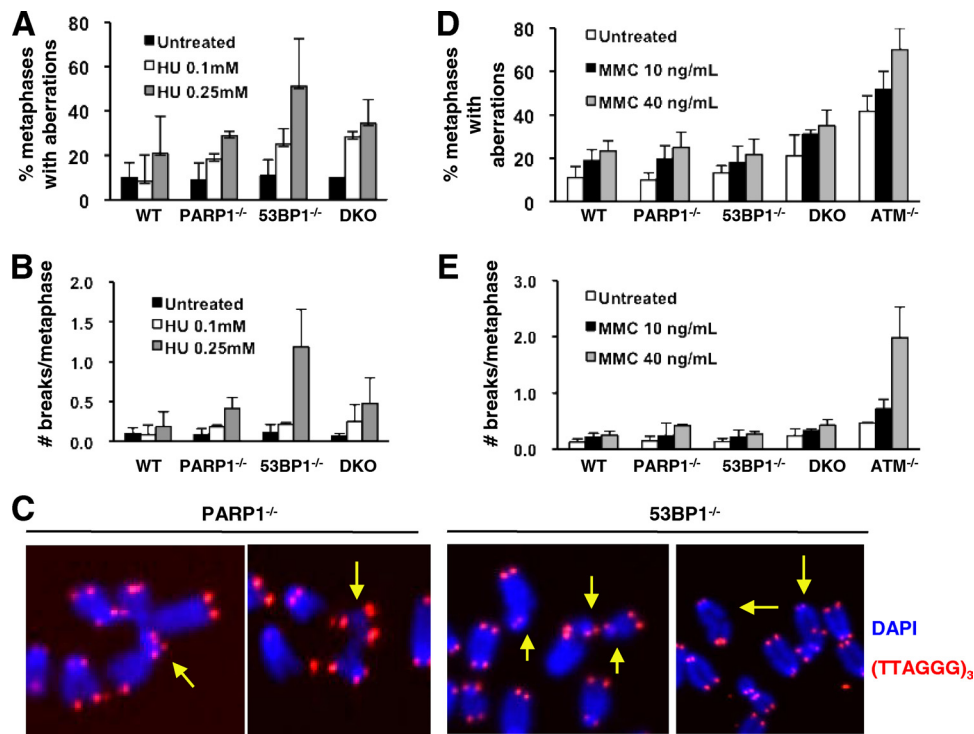 A
% metaphases
with aberrations
80
60
40
20
0
Untreated
HU 0.1mM
HU 0.25mM
WT PARP1-/- 53BP1-/- DKO
D
% metaphases
with
aberrations
80
60
40
20
0
Untreated
MMC 10 ng/mL
MMC 40 ng/mL
WT PARP1-/- 53BP1-/- DKO ATM-/-
B
# breaks/metaphase
2.0
1.5
1.0
0.5
0.0
Untreated
HU 0.1mM
HU 0.25mM
WT PARP1-/- 53BP1-/- DKO
E
# breaks/metaphase
3.0
2.0
1.0
0.0
Untreated
MMC 10 ng/mL
MMC 40 ng/mL
WT PARP1-/- 53BP1-/- DKO ATM-/-
C
PARP1-/-
53BP1-/-
DAPI
(TTAGGG)3